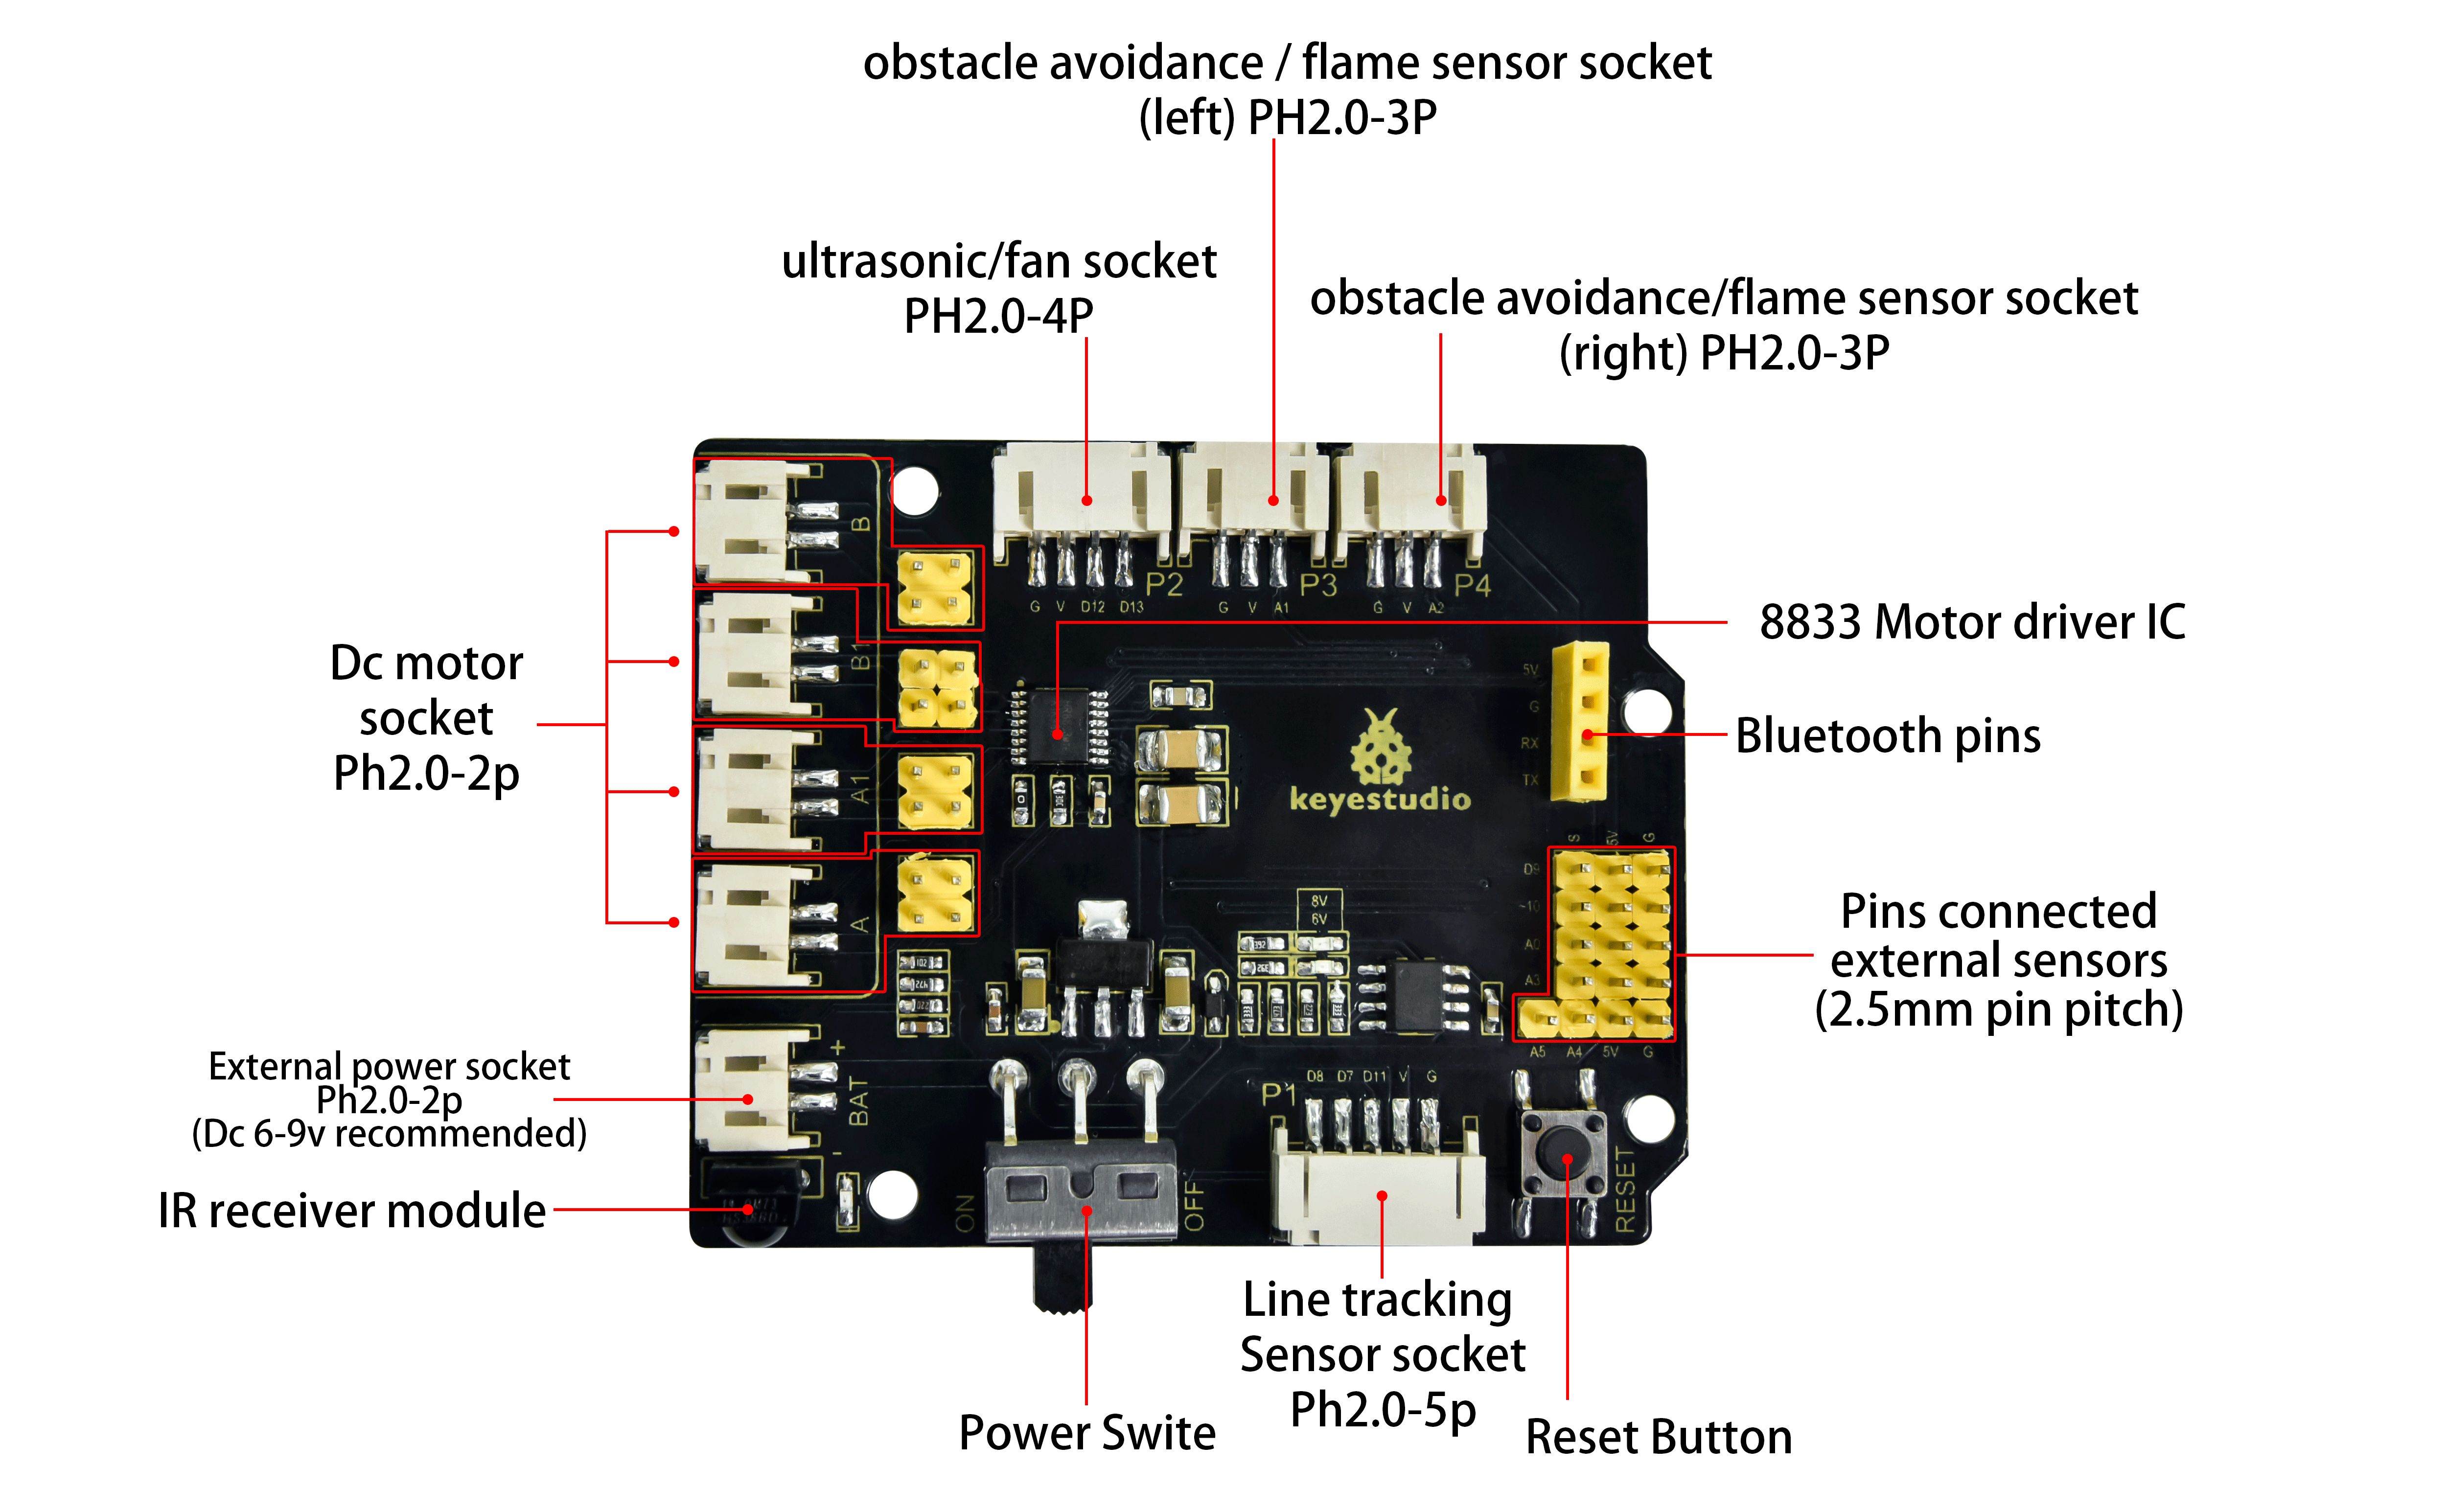 obstacle avoidance / flame sensor socket
(left) PH2.0-3P
ultrasonic/fan socket
PH2.0-4P
obstacle avoidance/flame sensor socket
(right) PH2.0-3P
Dc motor
socket
Ph2.0-2p
External power socket
Ph2.0-2p
(Dc 6-9v recommended)
IR receiver module
8833 Motor driver IC
Bluetooth pins
Pins connected
external sensors
(2.5mm pin pitch)
B
B1
A1
A
+
BAT
-
P2
G V D12 D13
P3
G V A1
P4
G V A2
5V
G
RX
TX
keyestudio
S 5V G
D9
~10
A0
A3
A5 A4 5V G
8V
6V
P1
D8 D7 D11 V G
ON
OFF
RESET
Power Swite
Line tracking
Sensor socket
Ph2.0-5p
Reset Button